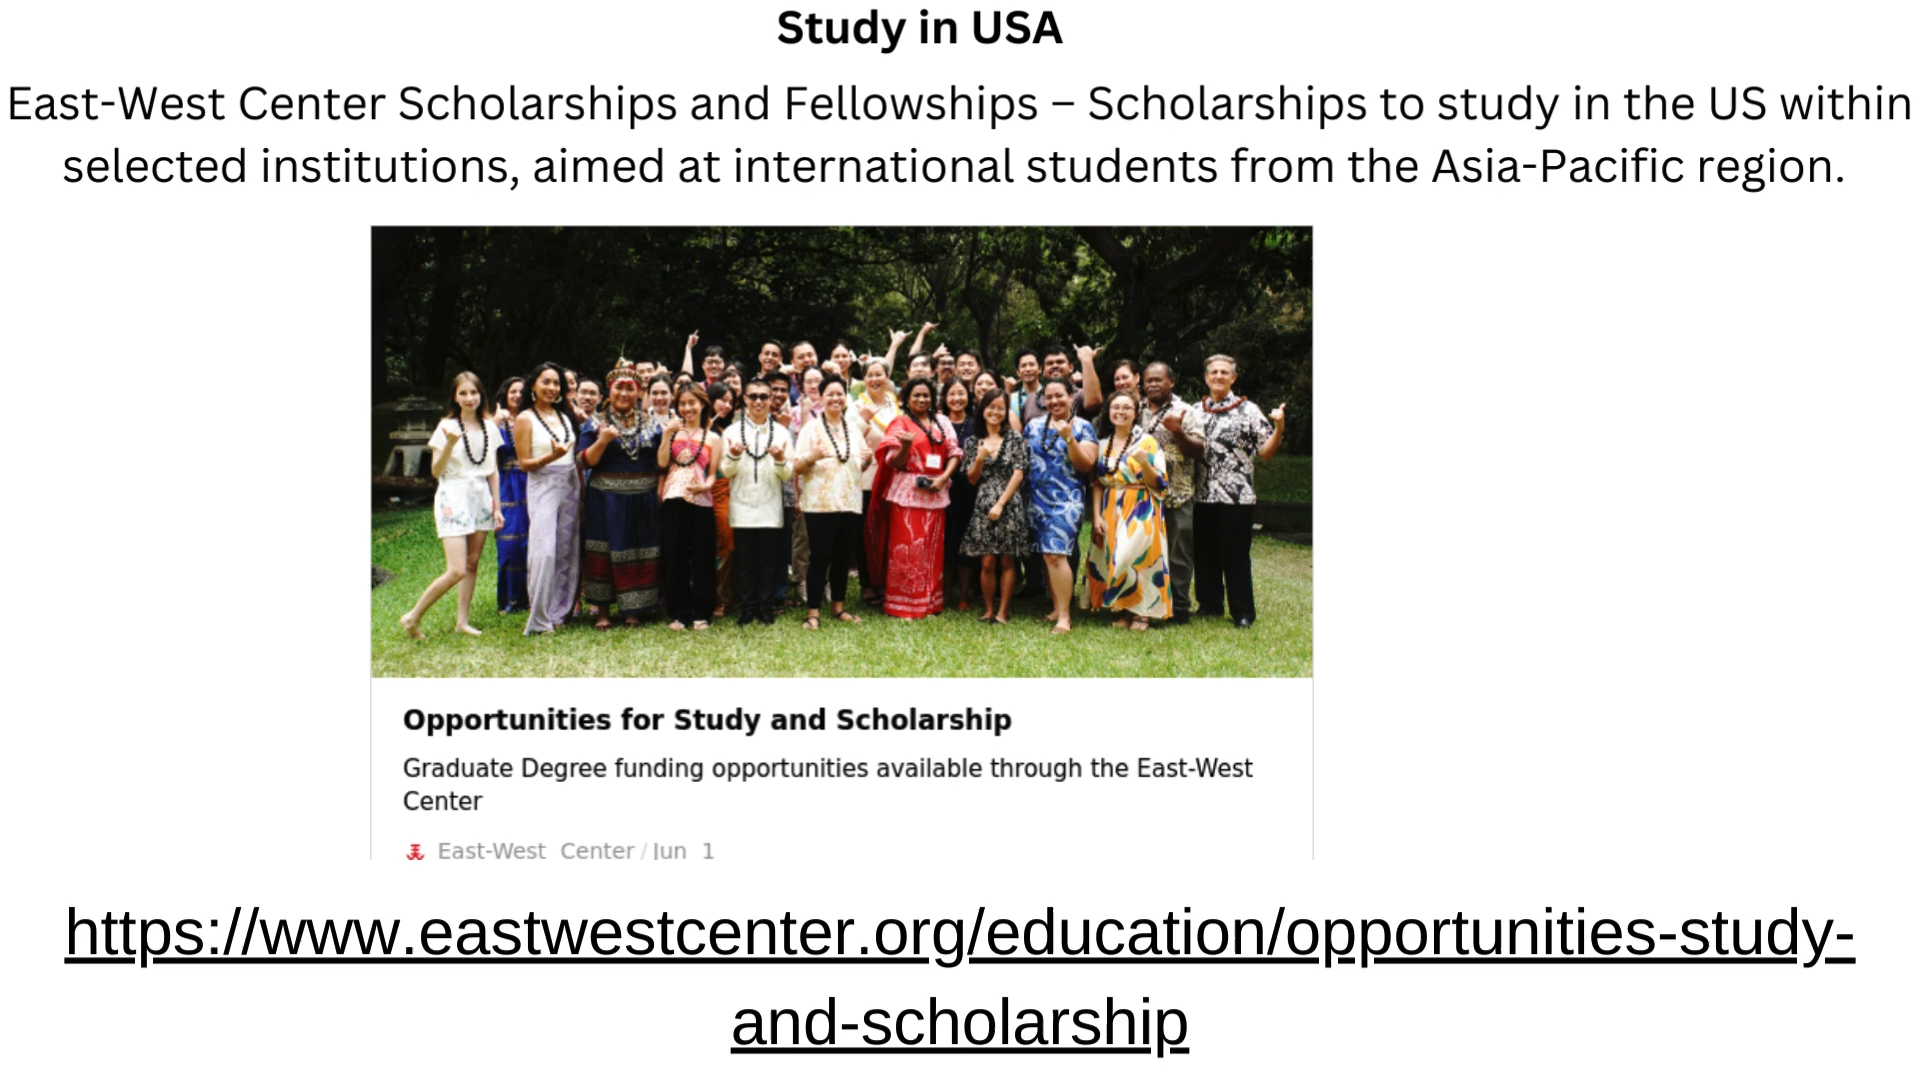 Study in USA
East-West Center Scholarships and Fellowships – Scholarships to study in the US within
selected institutions, aimed at international students from the Asia-Pacific region.
Opportunities for Study and Scholarship
Graduate Degree funding opportunities available through the East-West
Center
East-West Center / Jun 1
https://www.eastwestcenter.org/education/opportunities-study-
and-scholarship